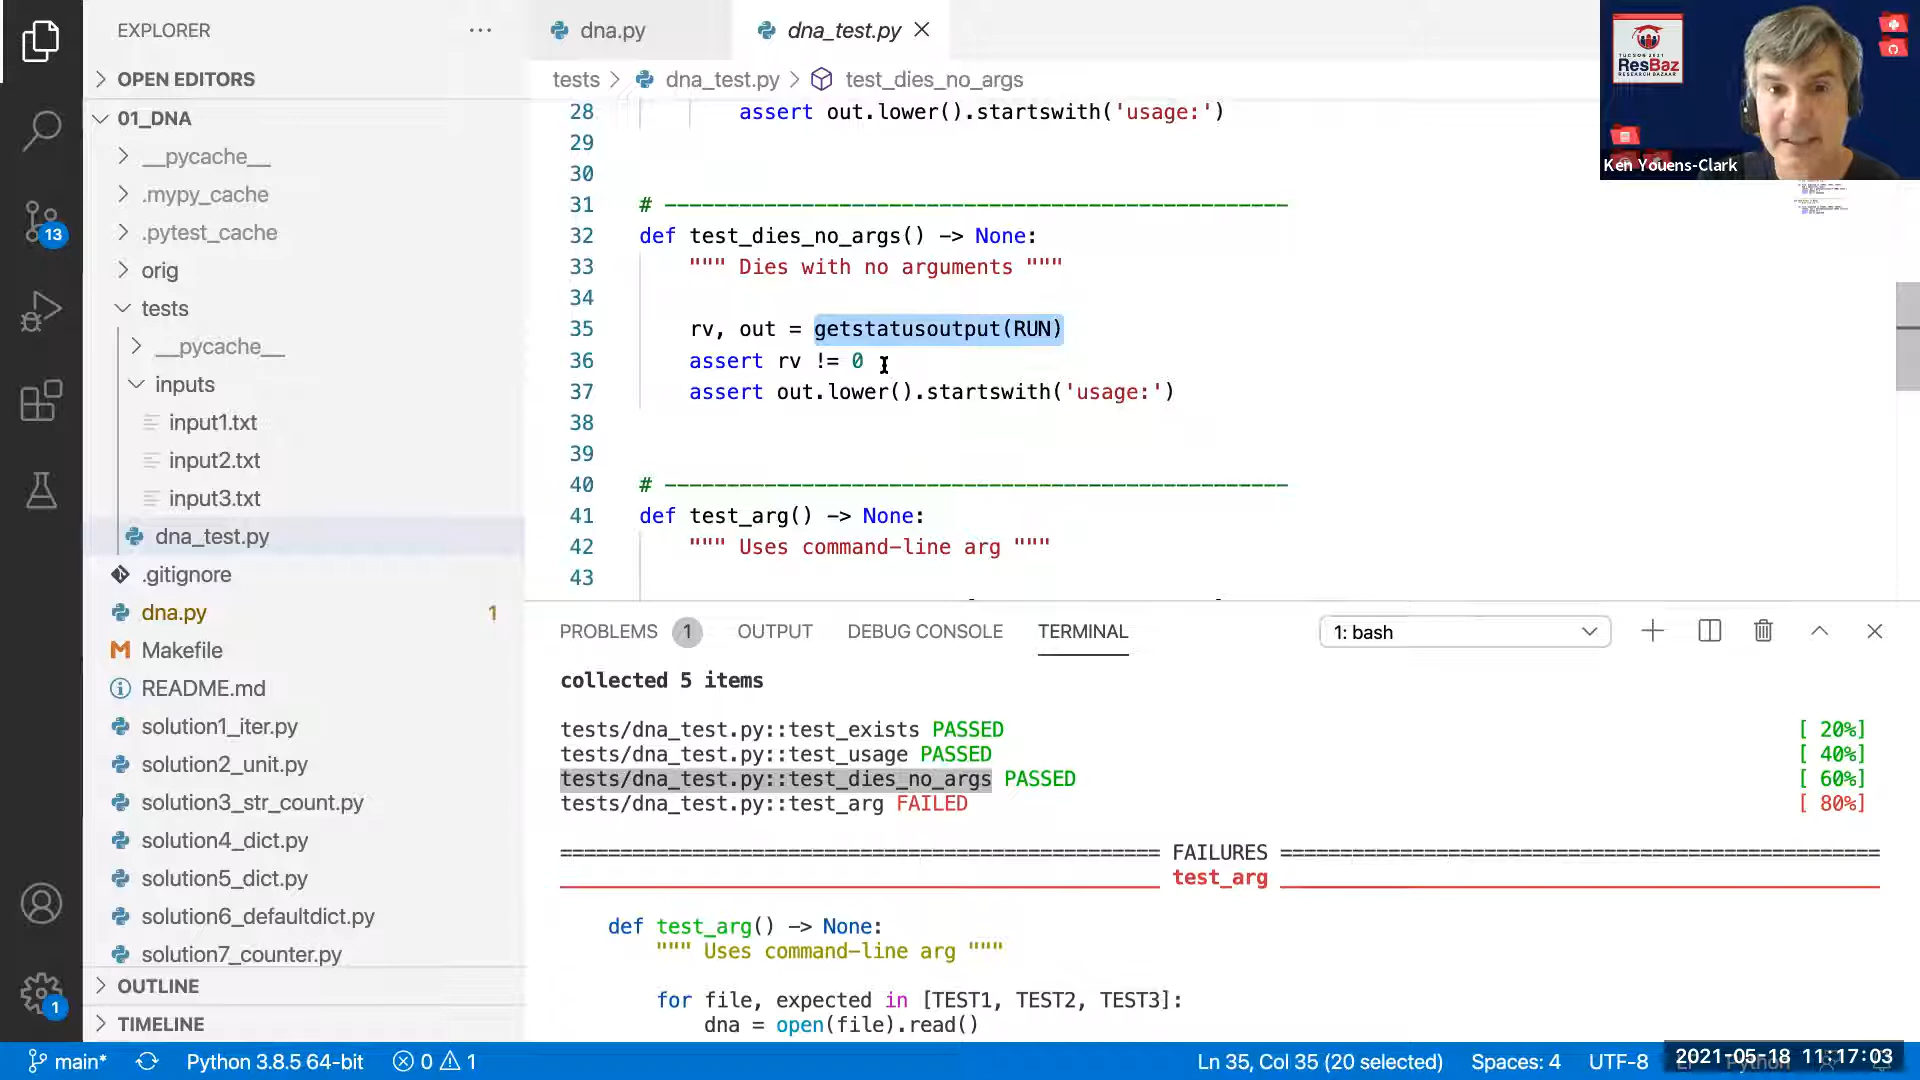 EXPLORER
OPEN EDITORS
01_DNA
__pycache__
.mypy_cache
.pytest_cache
orig
tests
__pycache__
inputs
input1.txt
input2.txt
input3.txt
dna_test.py
.gitignore
dna.py 1
Makefile
README.md
solution1_iter.py
solution2_unit.py
solution3_str_count.py
solution4_dict.py
solution5_dict.py
solution6_defaultdict.py
solution7_counter.py
OUTLINE
TIMELINE
13
1
dna.py
dna_test.py
tests > dna_test.py > test_dies_no_args
28 assert out.lower().startswith('usage:')
29
30
31 # --------------------------------------------------
32 def test_dies_no_args() -> None:
33 """ Dies with no arguments """
34
35 rv, out = getstatusoutput(RUN)
36 assert rv != 0
37 assert out.lower().startswith('usage:')
38
39
40 # --------------------------------------------------
41 def test_arg() -> None:
42 """ Uses command-line arg """
43
TUCSON 2021
ResBaz
RESEARCH BAZAAR
Ken Youens-Clark
PROBLEMS 1 OUTPUT DEBUG CONSOLE TERMINAL 1: bash
collected 5 items
tests/dna_test.py::test_exists PASSED [ 20%]
tests/dna_test.py::test_usage PASSED [ 40%]
tests/dna_test.py::test_dies_no_args PASSED [ 60%]
tests/dna_test.py::test_arg FAILED [ 80%]
================================================== FAILURES ==================================================
__________________________________________________ test_arg __________________________________________________
def test_arg() -> None:
""" Uses command-line arg """
for file, expected in [TEST1, TEST2, TEST3]:
dna = open(file).read()
main* Python 3.8.5 64-bit 0 1 Ln 35, Col 35 (20 selected) Spaces: 4 UTF-8 LF Python
2021-05-18 11:17:03